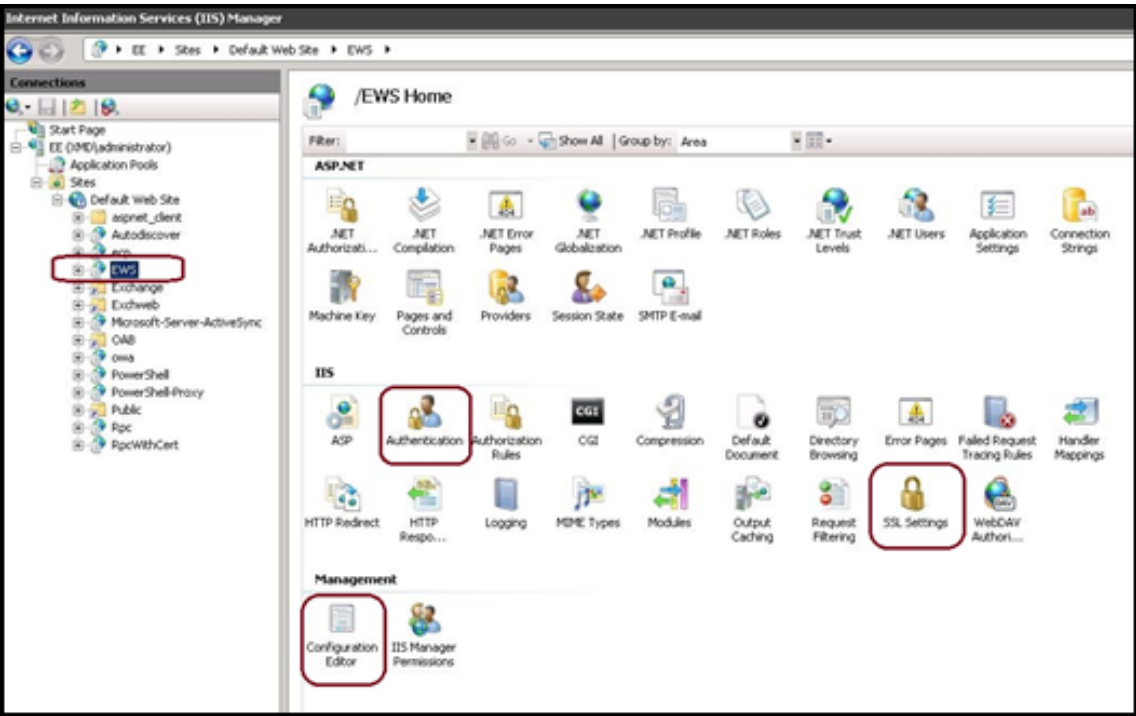 Internet Information Services (IIS) Manager
EE Sites Default Web Site EWS
Connections
Start Page
EE (XMD\administrator)
Application Pools
Sites
Default Web Site
aspnet_client
Autodiscover
ecp
EWS
Exchange
Exchweb
Microsoft-Server-ActiveSync
OAB
owa
PowerShell
PowerShell-Proxy
Public
Rpc
RpcWithCert
/EWS Home
Filter: Go Show All Group by: Area
ASP.NET
.NET Authorizati...
.NET Compilation
.NET Error Pages
.NET Globalization
.NET Profile
.NET Roles
.NET Trust Levels
.NET Users
Application Settings
Connection Strings
Machine Key
Pages and Controls
Providers
Session State
SMTP E-mail
IIS
ASP
Authentication
Authorization Rules
CGI
CGI
Compression
Default Document
Directory Browsing
Error Pages
Failed Request Tracing Rules
Handler Mappings
HTTP Redirect
HTTP Respo...
Logging
MIME Types
Modules
Output Caching
Request Filtering
SSL Settings
WebDAV Authori...
Management
Configuration Editor
IIS Manager Permissions